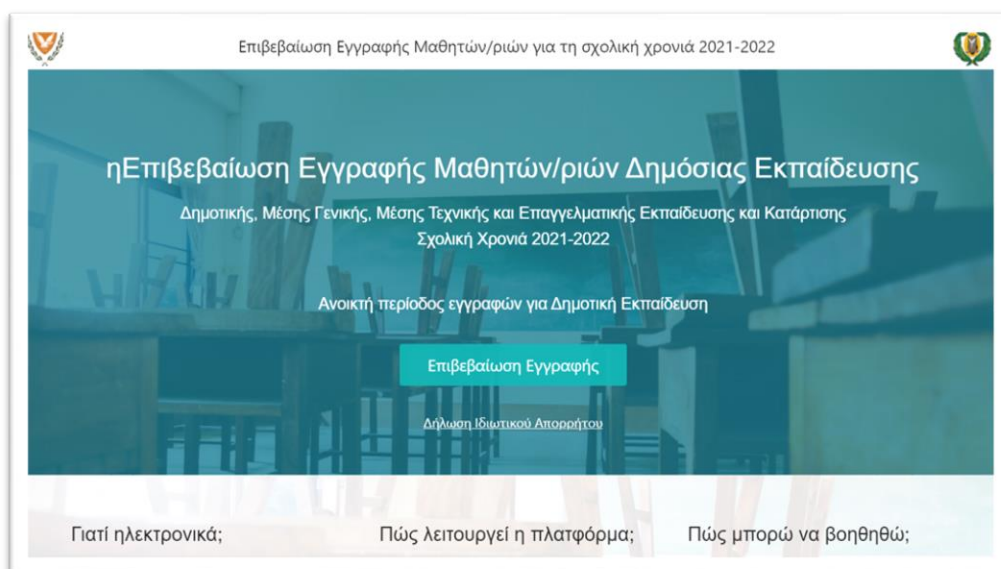 Επιβεβαίωση Εγγραφής Μαθητών/ριών για τη σχολική χρονιά 2021-2022
ηΕπιβεβαίωση Εγγραφής Μαθητών/ριών Δημόσιας Εκπαίδευσης
Δημοτικής, Μέσης Γενικής, Μέσης Τεχνικής και Επαγγελματικής Εκπαίδευσης και Κατάρτισης
Σχολική Χρονιά 2021-2022
Ανοικτή περίοδος εγγραφών για Δημοτική Εκπαίδευση
Επιβεβαίωση Εγγραφής
Δήλωση Ιδιωτικού Απορρήτου
Γιατί ηλεκτρονικά; Πώς λειτουργεί η πλατφόρμα; Πώς μπορώ να βοηθηθώ;